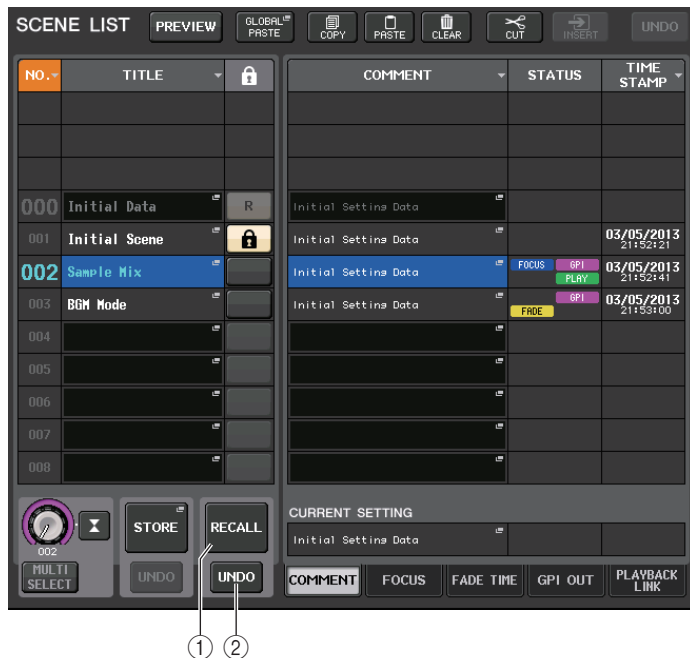 SCENE LIST PREVIEW GLOBAL PASTE COPY PASTE CLEAR CUT INSERT UNDO
NO. TITLE COMMENT STATUS TIME STAMP
000 Initial Data R Initial Setting Data
001 Initial Scene Initial Setting Data 03/05/2013 21:52:21
002 Sample Mix Initial Setting Data FOCUS GPI PLAY 03/05/2013 21:52:41
003 BGM Mode Initial Setting Data GPI FADE 03/05/2013 21:53:00
004
005
006
007
008
002 STORE RECALL
CURRENT SETTING
Initial Setting Data
MULTI SELECT UNDO UNDO
COMMENT FOCUS FADE TIME GPI OUT PLAYBACK LINK
① ②